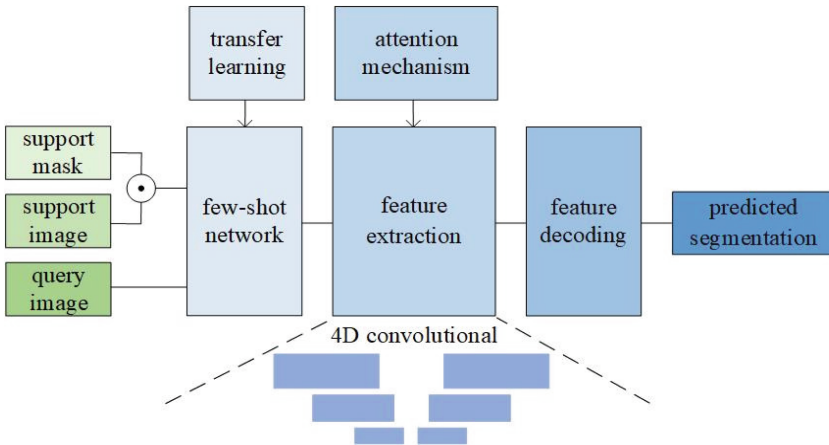 transfer
learning
attention
mechanism
support
mask
support
image
query
image
few-shot
network
feature
extraction
feature
decoding
predicted
segmentation
4D convolutional